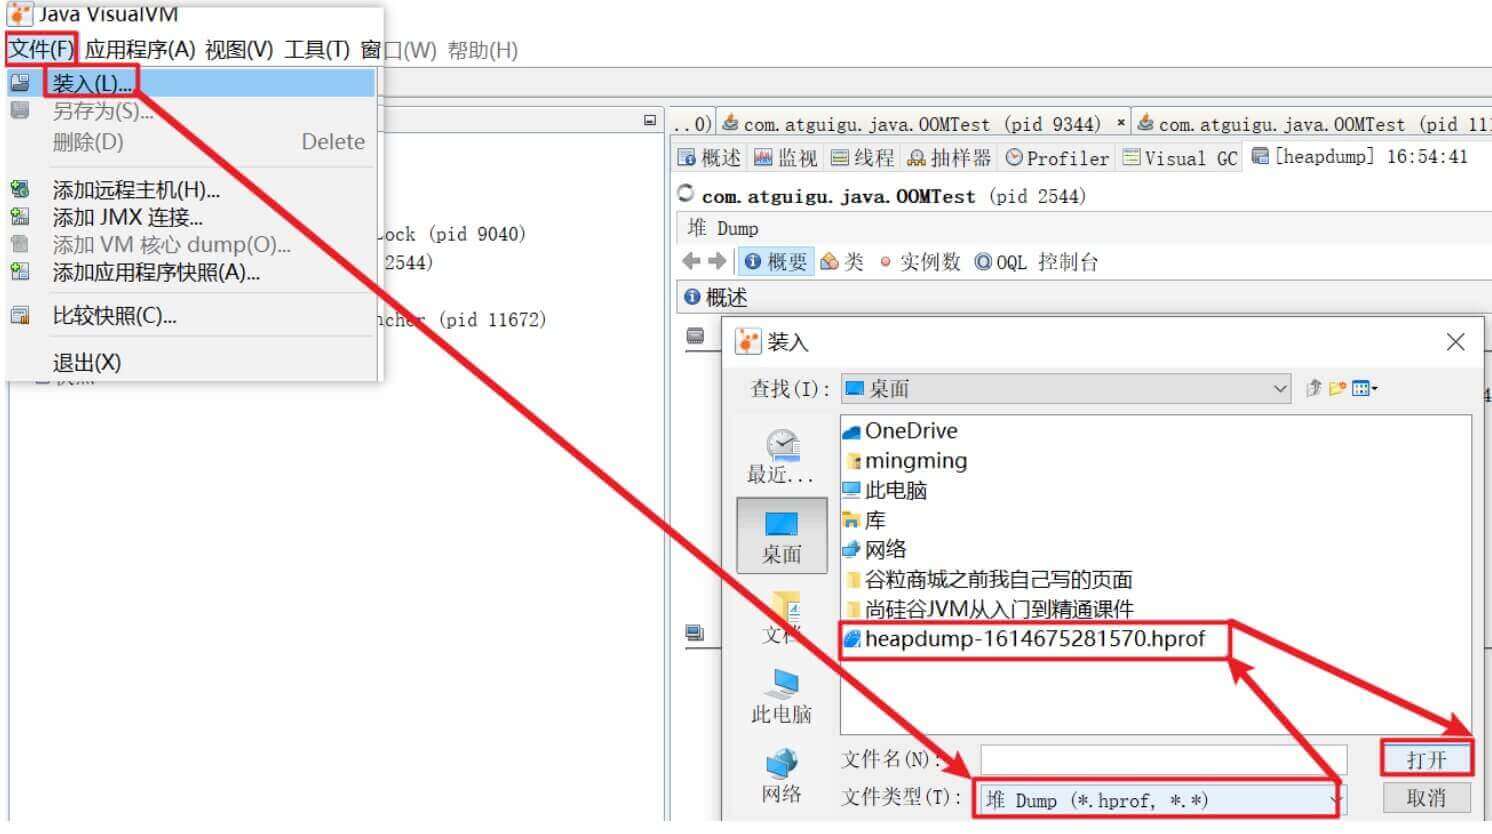 Java VisualVM
文件(F) 应用程序(A) 视图(V) 工具(T) 窗口(W) 帮助(H)
装入(L)...
另存为(S)...
删除(D) Delete
添加远程主机(H)...
添加 JMX 连接...
添加 VM 核心 dump(O)...
添加应用程序快照(A)...
比较快照(C)...
退出(X)
ock (pid 9040)
2544)
ncher (pid 11672)
..0) com.atguigu.java.OOMTest (pid 9344) × com.atguigu.java.OOMTest (pid 11
概述 监视 线程 抽样器 Profiler Visual GC [heapdump] 16:54:41
com.atguigu.java.OOMTest (pid 2544)
堆 Dump
概要 类 实例数 OQL 控制台
概述
装入
查找(I): 桌面
最近...
桌面
文档
此电脑
网络
OneDrive
mingming
此电脑
库
网络
谷粒商城之前我自己写的页面
尚硅谷JVM从入门到精通课件
heapdump-1614675281570.hprof
文件名(N):
打开
文件类型(T): 堆 Dump (*.hprof, *.*)
取消